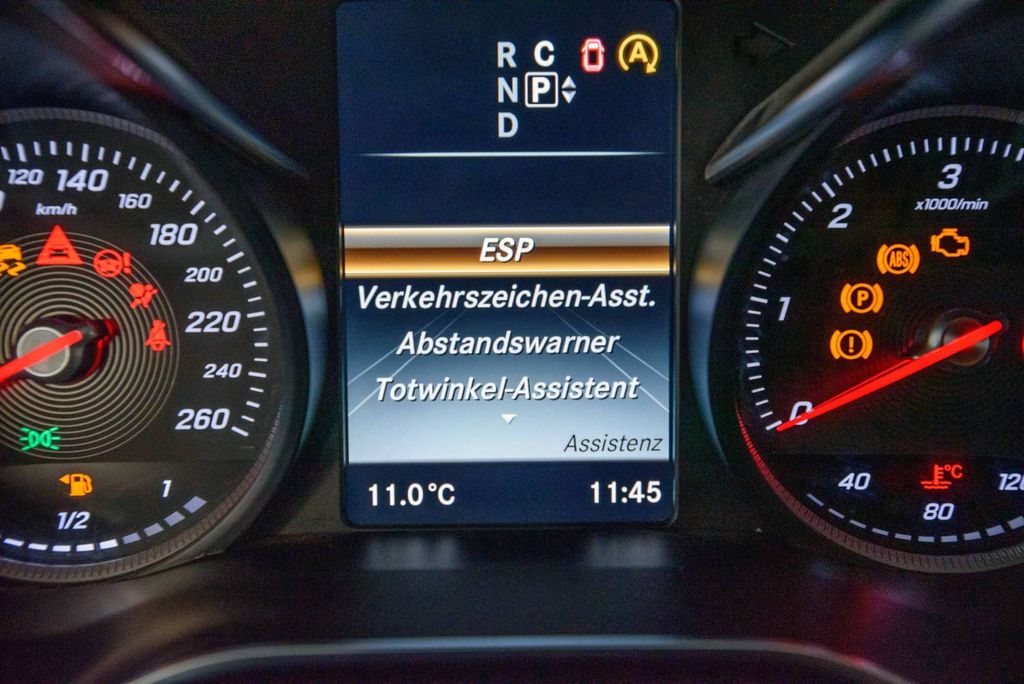 R C A
N P
D
120 140 160
km/h
180
200
220
240
260
1/2 1
ESP
Verkehrszeichen-Asst.
Abstandswarner
Totwinkel-Assistent
Assistenz
11.0°C 11:45
3
x1000/min
2
ABS
1 P
!
0
40 °C 120
80